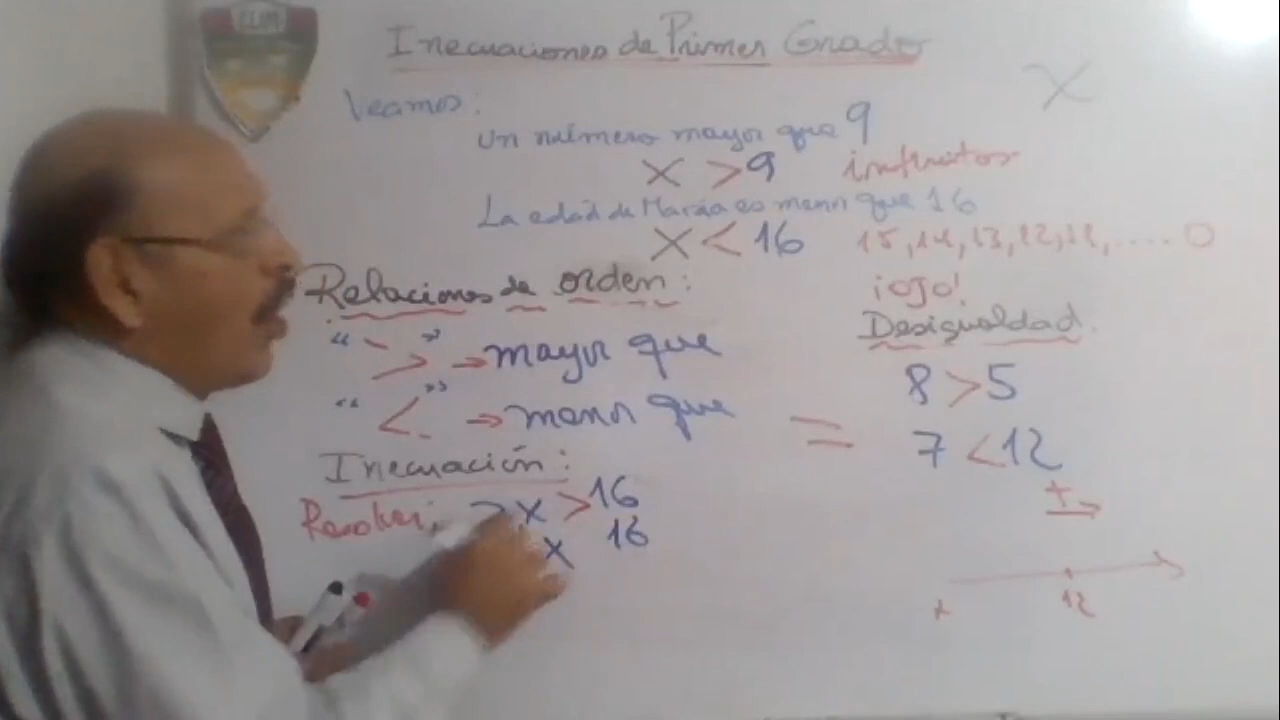 Inecuaciones de Primer Grado
X
Veamos:
un número mayor que 9
x > 9 infinitos
La edad de María es menor que 16
x < 16 15, 14, 13, 12, 11, .... 0
Relaciones de orden:
¡OJO!
Desigualdad.
">" → mayor que
8 > 5
"<" → menor que
=
7 < 12
Inecuación:
Resolver: x > 16
x 16
+ →
12